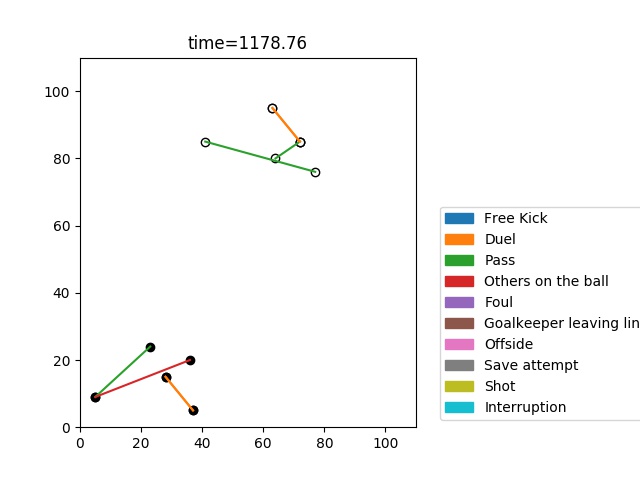 time=1178.76
100
80
60
40
20
0
0 20 40 60 80 100
Free Kick
Duel
Pass
Others on the ball
Foul
Goalkeeper leaving lin
Offside
Save attempt
Shot
Interruption